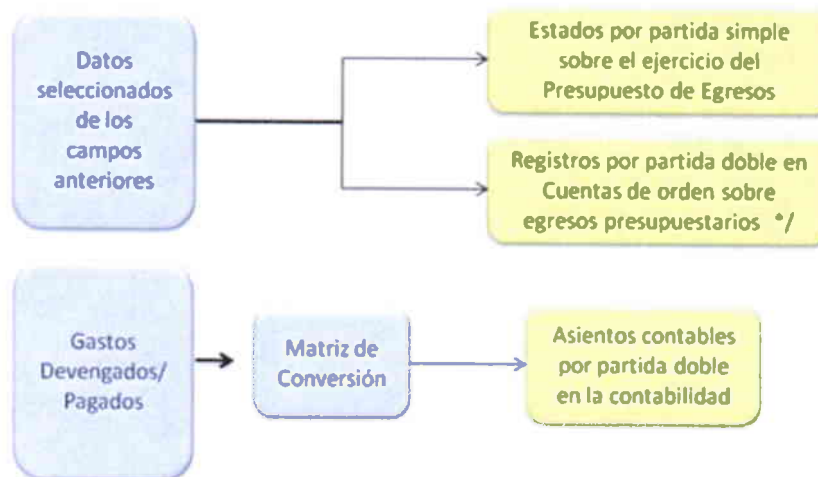 Datos
seleccionados
de los
campos
anteriores
Estados por partida simple
sobre el ejercicio del
Presupuesto de Egresos
Registros por partida doble en
Cuentas de orden sobre
egresos presupuestarios */
Gastos
Devengados/
Pagados
Matriz de
Conversión
Asientos contables
por partida doble
en la contabilidad